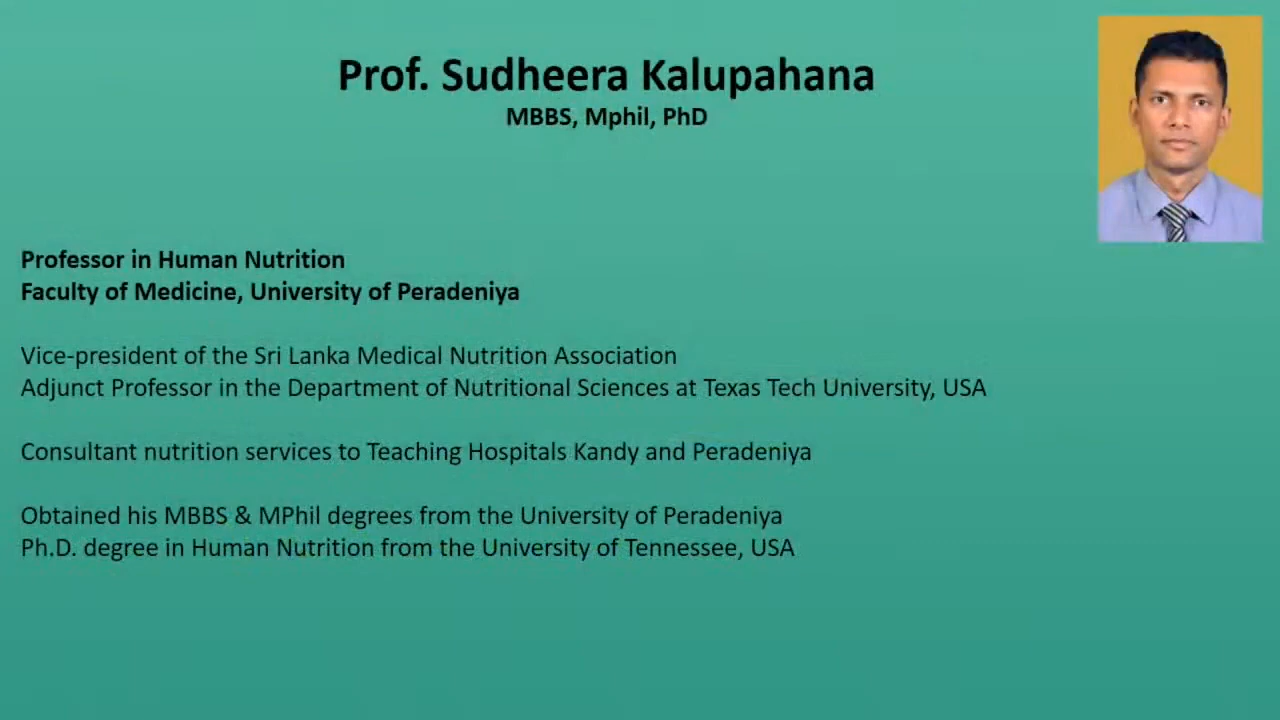 Prof. Sudheera Kalupahana
MBBS, Mphil, PhD
Professor in Human Nutrition
Faculty of Medicine, University of Peradeniya
Vice-president of the Sri Lanka Medical Nutrition Association
Adjunct Professor in the Department of Nutritional Sciences at Texas Tech University, USA
Consultant nutrition services to Teaching Hospitals Kandy and Peradeniya
Obtained his MBBS & MPhil degrees from the University of Peradeniya
Ph.D. degree in Human Nutrition from the University of Tennessee, USA